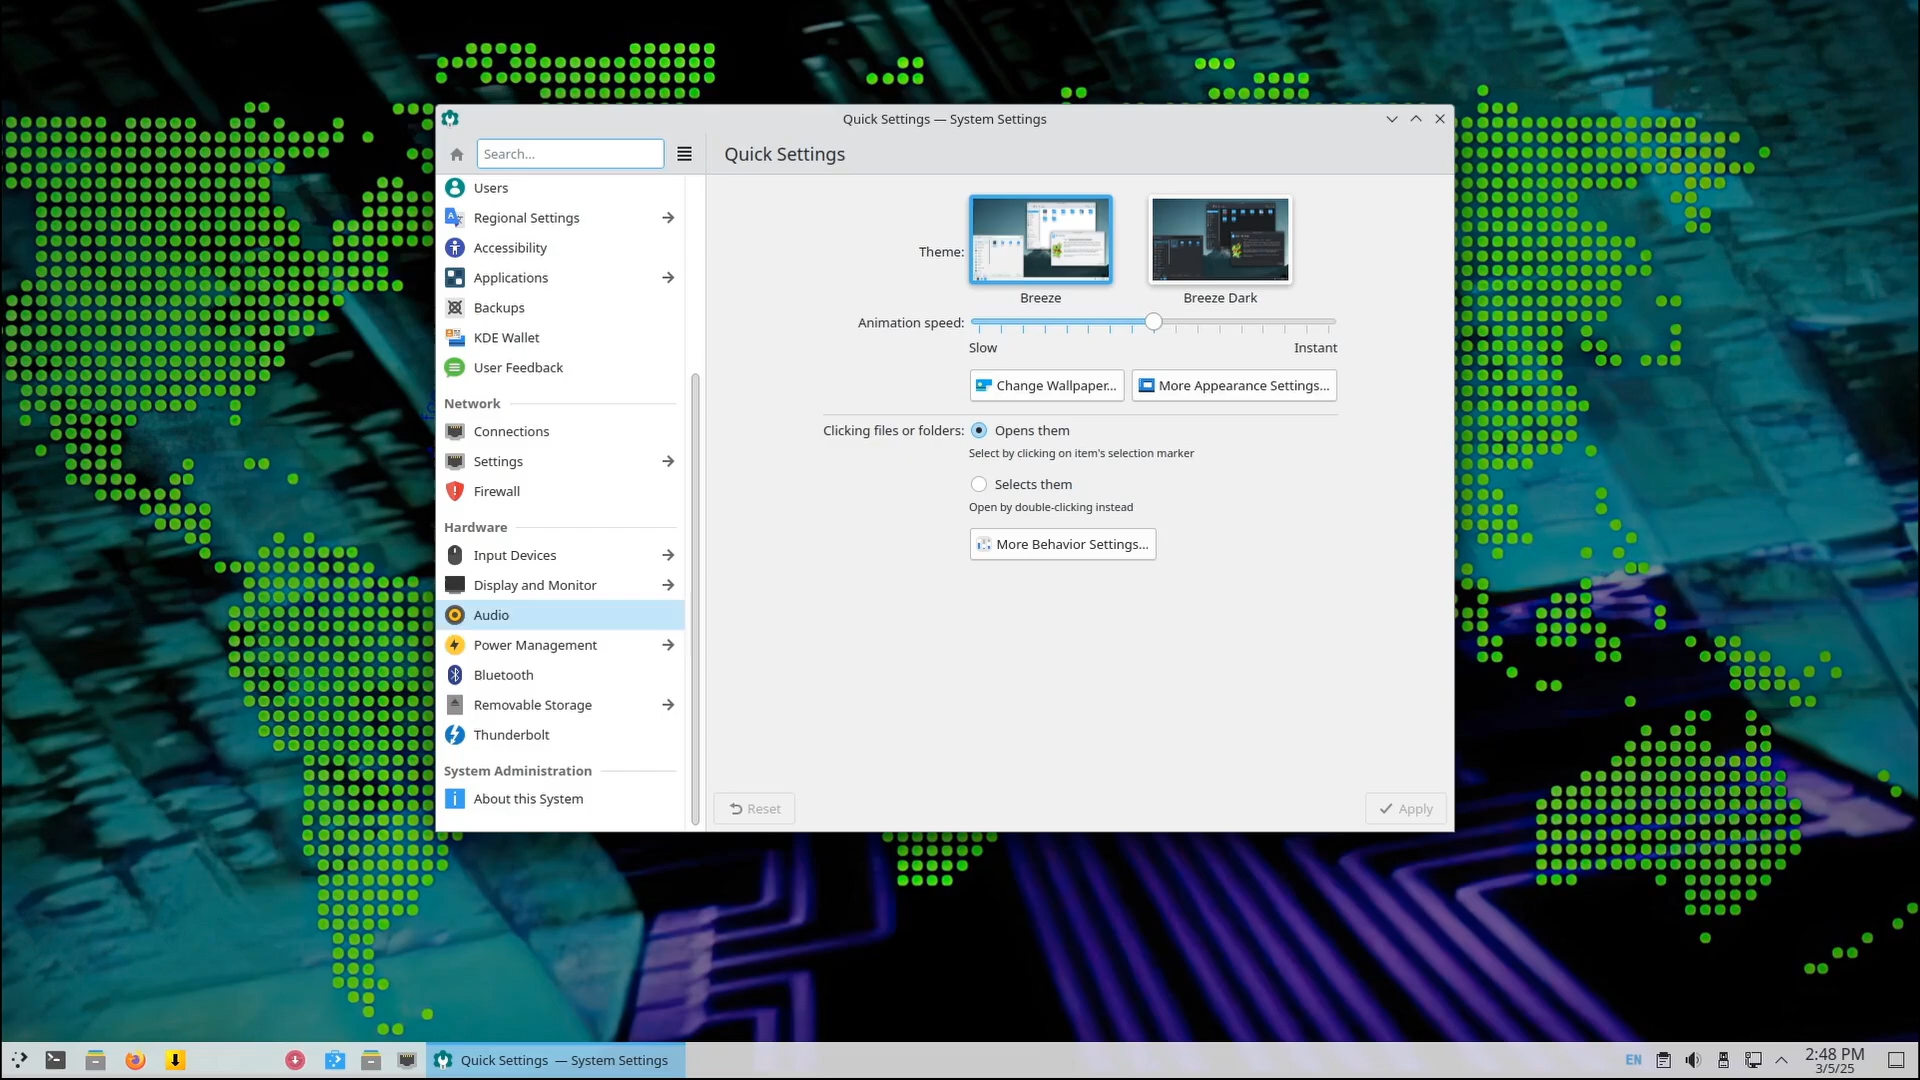 Quick Settings — System Settings
Search...
Quick Settings
Users
Regional Settings
Accessibility
Applications
Backups
KDE Wallet
User Feedback
Network
Connections
Settings
Firewall
Hardware
Input Devices
Display and Monitor
Audio
Power Management
Bluetooth
Removable Storage
Thunderbolt
System Administration
About this System
Theme:
Breeze
Breeze Dark
Animation speed:
Slow
Instant
Change Wallpaper...
More Appearance Settings...
Clicking files or folders:
Opens them
Select by clicking on item's selection marker
Selects them
Open by double-clicking instead
More Behavior Settings...
Reset
Apply
Quick Settings — System Settings
EN
2:48 PM
3/5/25